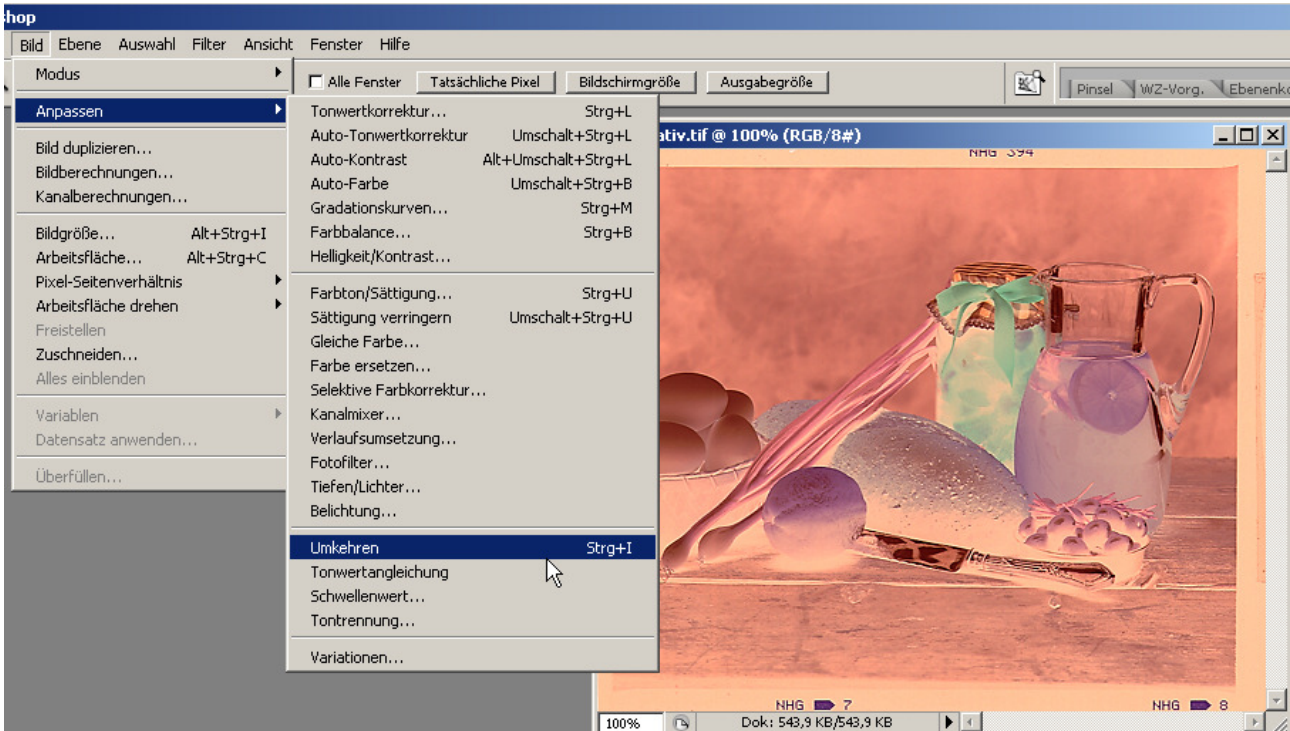 hop
Bild Ebene Auswahl Filter Ansicht Fenster Hilfe
Alle Fenster Tatsächliche Pixel Bildschirmgröße Ausgabegröße
Pinsel WZ-Vorg. Ebenenko
Modus
Anpassen
Bild duplizieren...
Bildberechnungen...
Kanalberechnungen...
Bildgröße... Alt+Strg+I
Arbeitsfläche... Alt+Strg+C
Pixel-Seitenverhältnis
Arbeitsfläche drehen
Freistellen
Zuschneiden...
Alles einblenden
Variablen
Datensatz anwenden...
Überfüllen...
Tonwertkorrektur... Strg+L
Auto-Tonwertkorrektur Umschalt+Strg+L
Auto-Kontrast Alt+Umschalt+Strg+L
Auto-Farbe Umschalt+Strg+B
Gradationskurven... Strg+M
Farbbalance... Strg+B
Helligkeit/Kontrast...
Farbton/Sättigung... Strg+U
Sättigung verringern Umschalt+Strg+U
Gleiche Farbe...
Farbe ersetzen...
Selektive Farbkorrektur...
Kanalmixer...
Verlaufsumsetzung...
Fotofilter...
Tiefen/Lichter...
Belichtung...
Umkehren Strg+I
Tonwertangleichung
Schwellenwert...
Tontrennung...
Variationen...
ativ.tif @ 100% (RGB/8#)
NHG 394
NHG 7
NHG 8
100% Dok: 543,9 KB/543,9 KB